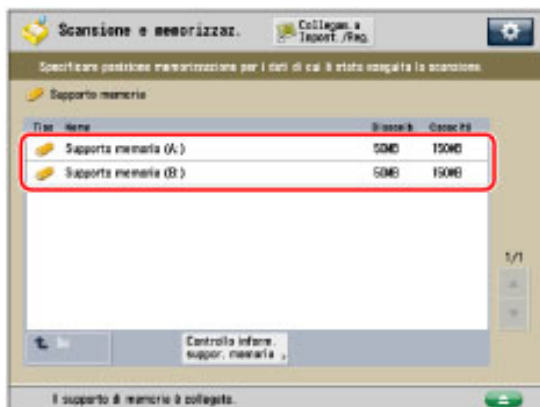 Scansione e memorizzaz.
Collegam. a
Impost./Reg.
Specificare posizione memorizzazione per i dati di cui è stata eseguita la scansione.
Supporto memoria
Tipo Nome Disponib. Capacità
Supporto memoria (A:) 50MB 150MB
Supporto memoria (B:) 50MB 150MB
1/1
Controllo inform.
suppor. memoria
Il supporto di memoria è collegato.